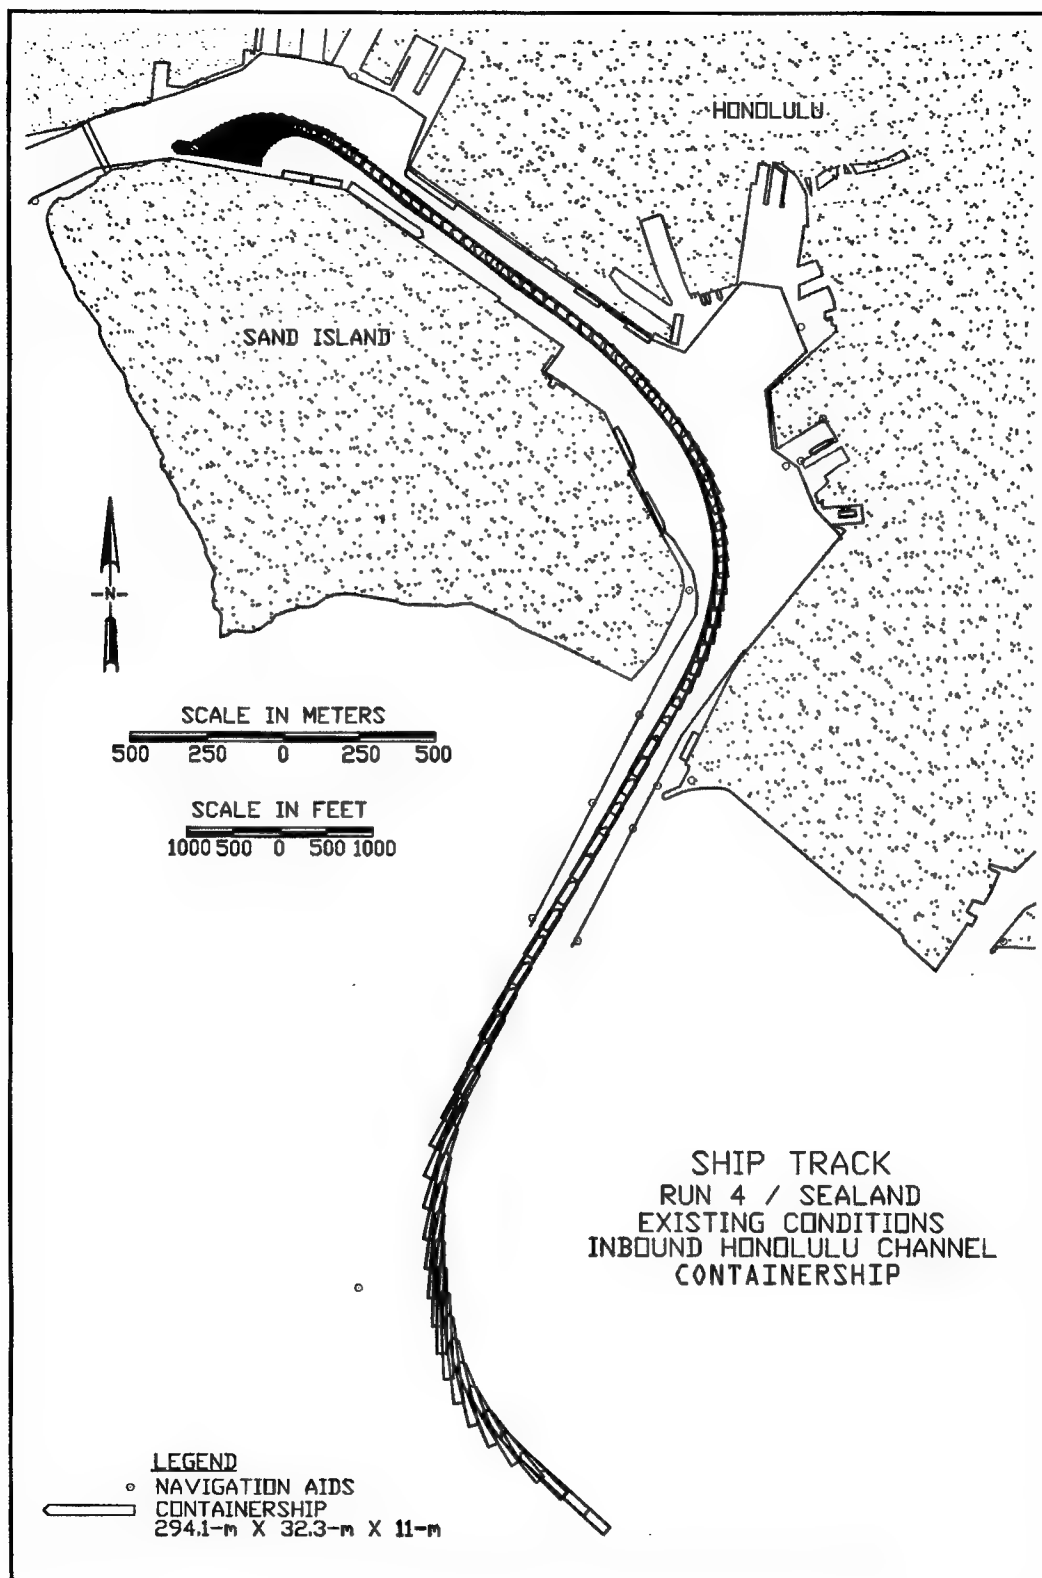 HONOLULU
SAND ISLAND
N
SCALE IN METERS
500 250 0 250 500
SCALE IN FEET
1000 500 0 500 1000
SHIP TRACK
RUN 4 / SEALAND
EXISTING CONDITIONS
INBOUND HONOLULU CHANNEL
CONTAINERSHIP
LEGEND
NAVIGATION AIDS
CONTAINERSHIP
294.1-m X 32.3-m X 11-m